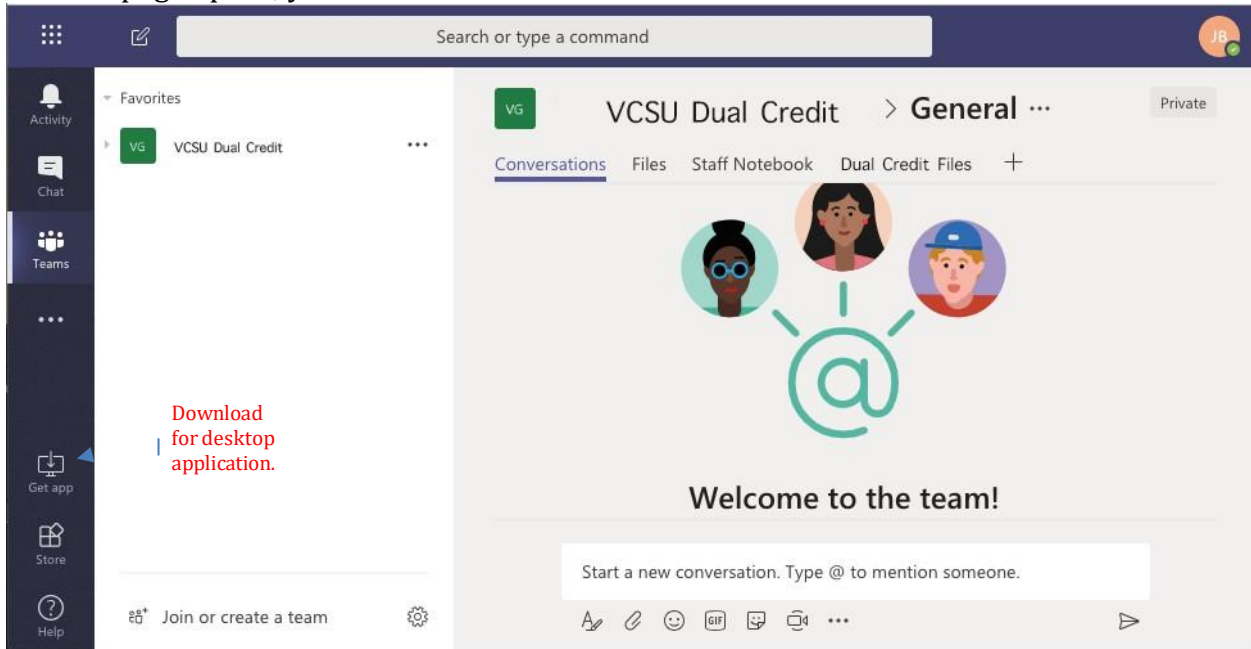 Search or type a command
JB
Activity
Chat
Teams
Get app
Store
Help
Favorites
VG VCSU Dual Credit
Download
for desktop
application.
Join or create a team
VG VCSU Dual Credit > General
Private
Conversations Files Staff Notebook Dual Credit Files
Welcome to the team!
Start a new conversation. Type @ to mention someone.
GIF